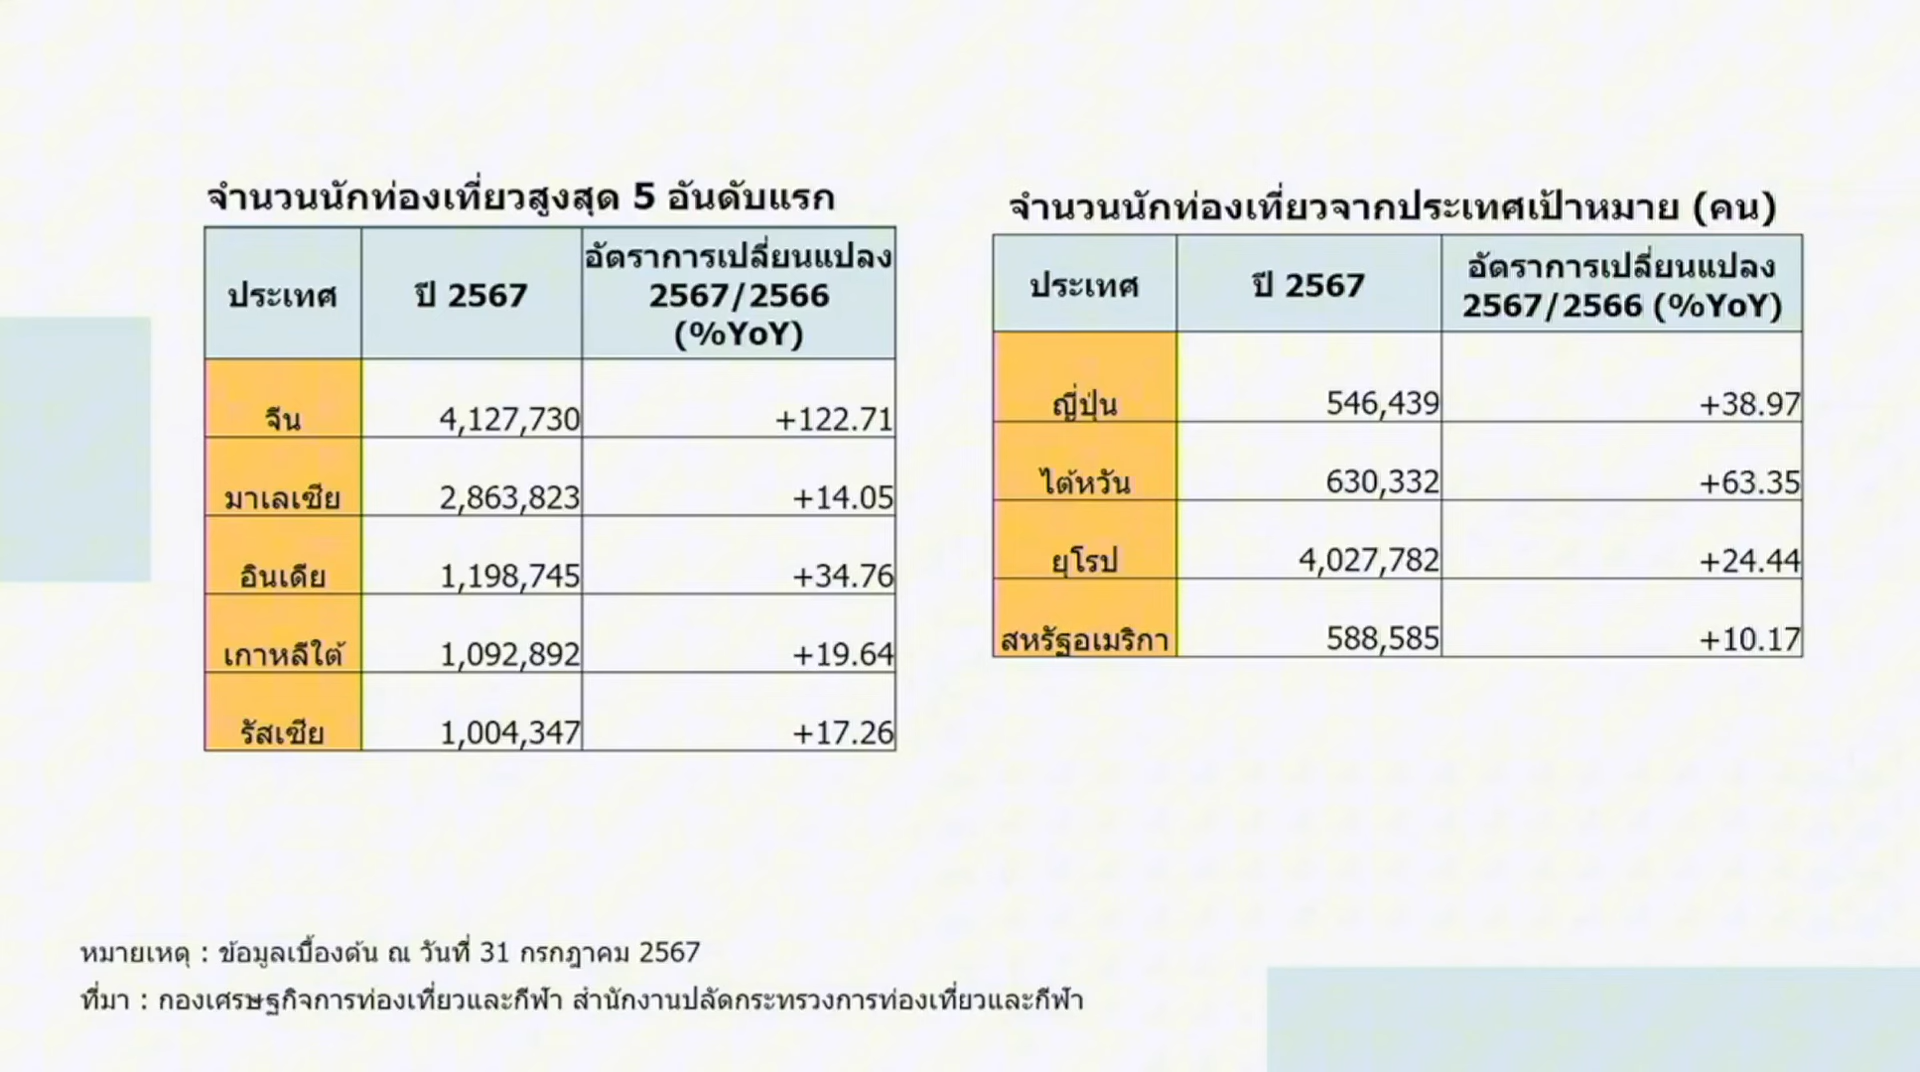 จำนวนนักท่องเที่ยวสูงสุด 5 อันดับแรก
ประเทศ ปี 2567 อัตราการเปลี่ยนแปลง 2567/2566 (%YoY)
จีน 4,127,730 +122.71
มาเลเซีย 2,863,823 +14.05
อินเดีย 1,198,745 +34.76
เกาหลีใต้ 1,092,892 +19.64
รัสเซีย 1,004,347 +17.26
จำนวนนักท่องเที่ยวจากประเทศเป้าหมาย (คน)
ประเทศ ปี 2567 อัตราการเปลี่ยนแปลง 2567/2566 (%YoY)
ญี่ปุ่น 546,439 +38.97
ไต้หวัน 630,332 +63.35
ยุโรป 4,027,782 +24.44
สหรัฐอเมริกา 588,585 +10.17
หมายเหตุ : ข้อมูลเบื้องต้น ณ วันที่ 31 กรกฎาคม 2567
ที่มา : กองเศรษฐกิจการท่องเที่ยวและกีฬา สำนักงานปลัดกระทรวงการท่องเที่ยวและกีฬา